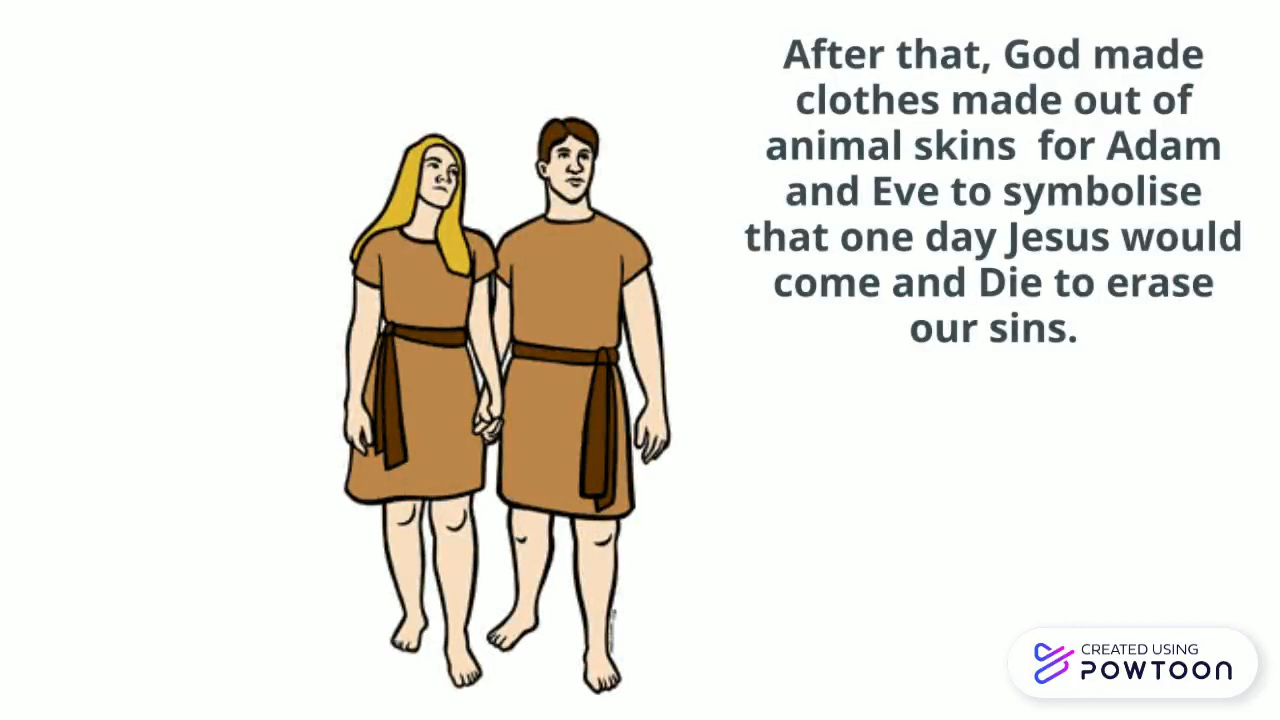 After that, God made
clothes made out of
animal skins  for Adam
and Eve to symbolise
that one day Jesus would
come and Die to erase
our sins.
CREATED USING
POWTOON